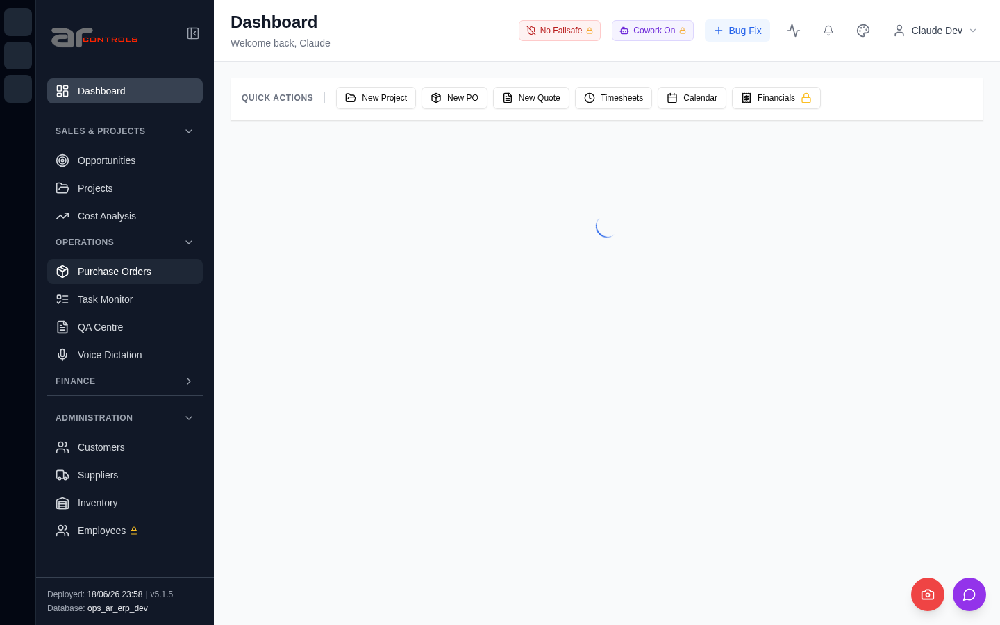 ar CONTROLS
Dashboard
SALES & PROJECTS
Opportunities
Projects
Cost Analysis
OPERATIONS
Purchase Orders
Task Monitor
QA Centre
Voice Dictation
FINANCE
ADMINISTRATION
Customers
Suppliers
Inventory
Employees
Deployed: 18/06/26 23:58 | v5.1.5
Database: ops_ar_erp_dev
Dashboard
Welcome back, Claude
No Failsafe
Cowork On
Bug Fix
Claude Dev
QUICK ACTIONS
New Project
New PO
New Quote
Timesheets
Calendar
Financials